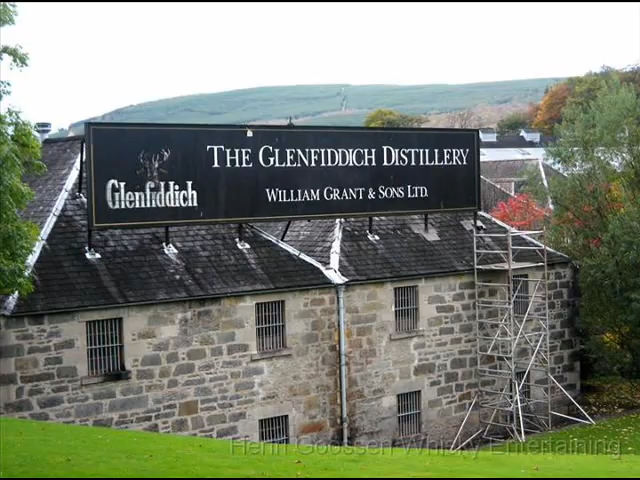 THE GLENFIDDICH DISTILLERY
Glenfiddich
WILLIAM GRANT & SONS LTD.
Henri Goossen Whisky Entertaining